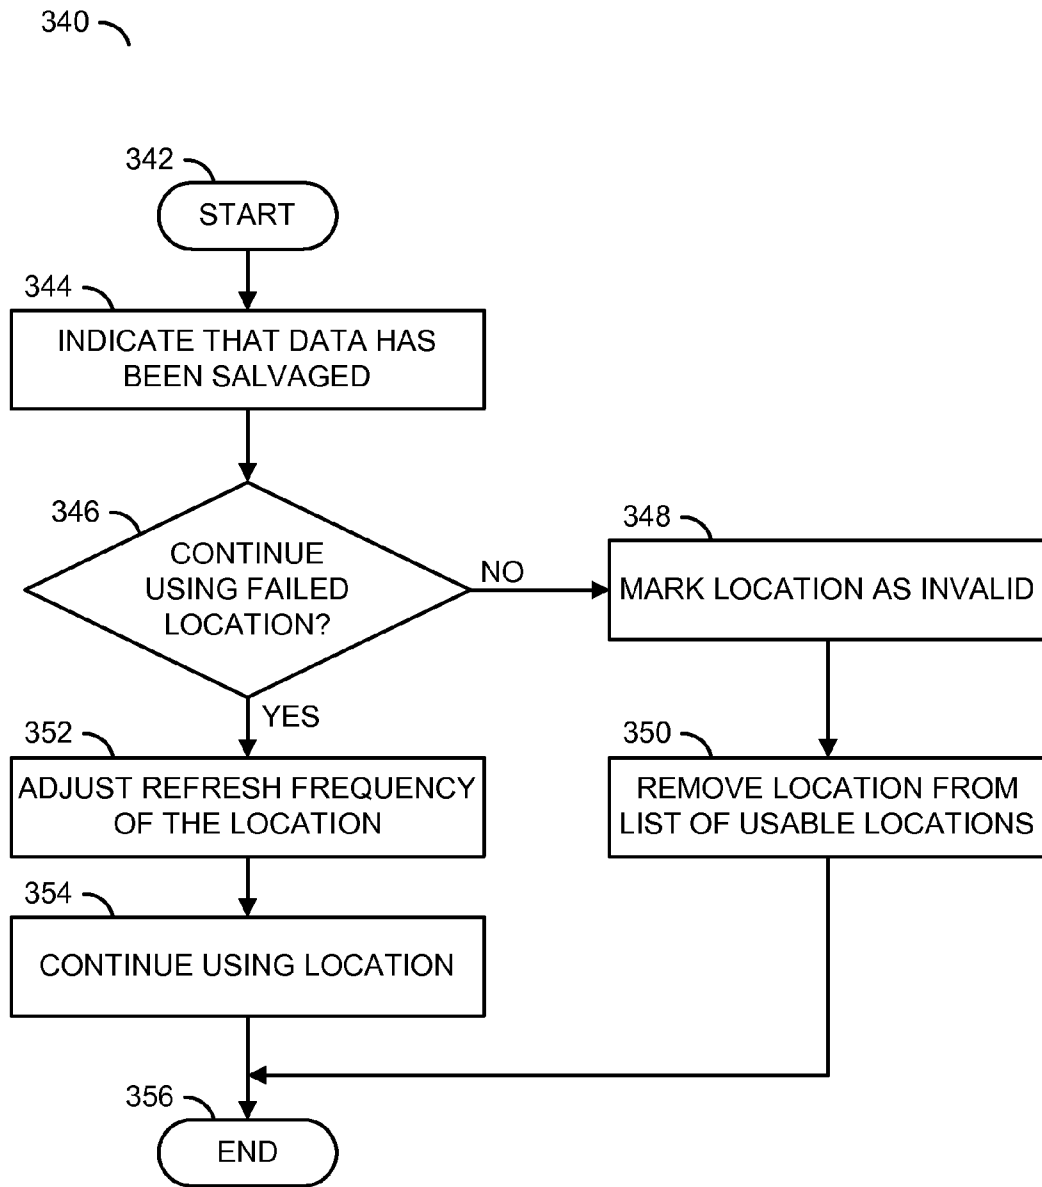 340
342
START
344
INDICATE THAT DATA HAS
BEEN SALVAGED
346
CONTINUE
USING FAILED
LOCATION?
NO
348
MARK LOCATION AS INVALID
YES
352
ADJUST REFRESH FREQUENCY
OF THE LOCATION
350
REMOVE LOCATION FROM
LIST OF USABLE LOCATIONS
354
CONTINUE USING LOCATION
356
END